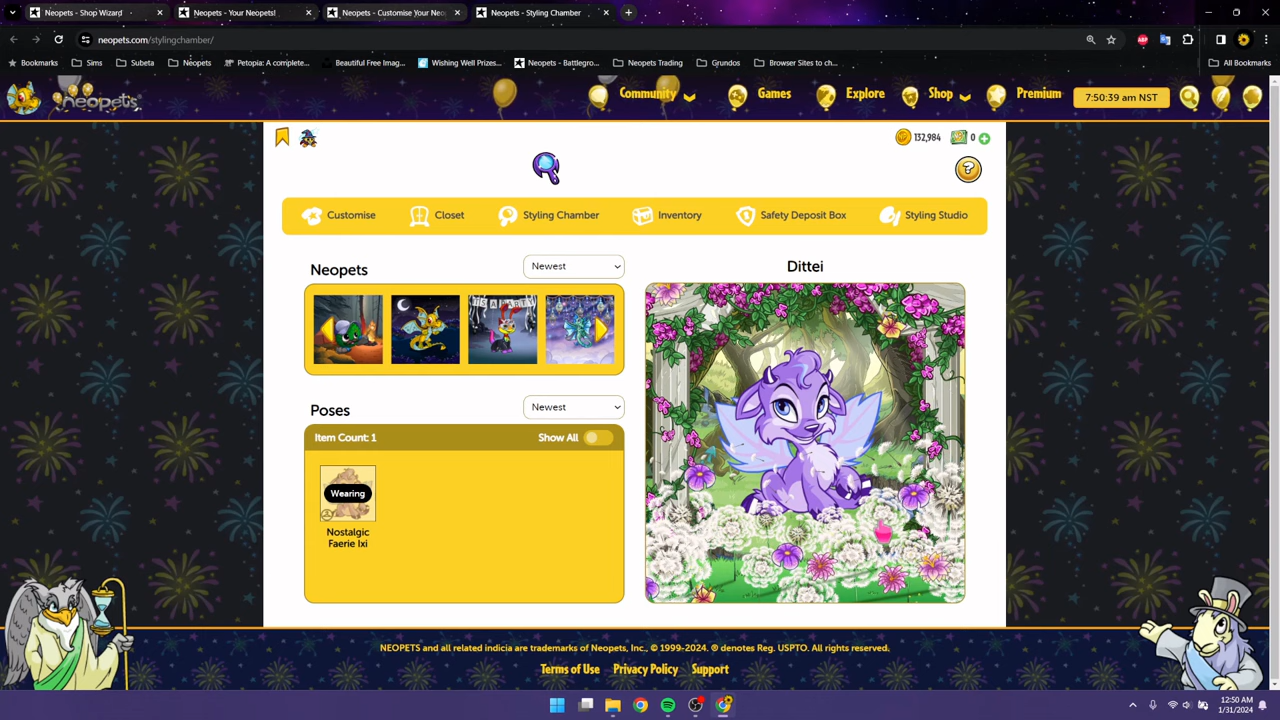 Neopets - Shop Wizard
Neopets - Your Neopets!
Neopets - Customise Your Neo
Neopets - Styling Chamber
neopets.com/stylingchamber/
Bookmarks
Sims
Subeta
Neopets
Petopia: A complete...
Beautiful Free Imag...
Wishing Well Prizes...
Neopets - Battlegro...
Neopets Trading
Grundos
Browser Sites to ch...
All Bookmarks
neopets
Community
Games
Explore
Shop
Premium
7:50:39 am NST
132,984
0
?
Customise
Closet
Styling Chamber
Inventory
Safety Deposit Box
Styling Studio
Neopets
Newest
Dittei
Poses
Newest
Item Count: 1
Show All
Wearing
Nostalgic
Faerie Ixi
NEOPETS and all related indicia are trademarks of Neopets, Inc., © 1999-2024. ® denotes Reg. USPTO. All rights reserved.
Terms of Use
Privacy Policy
Support
12:50 AM
1/31/2024